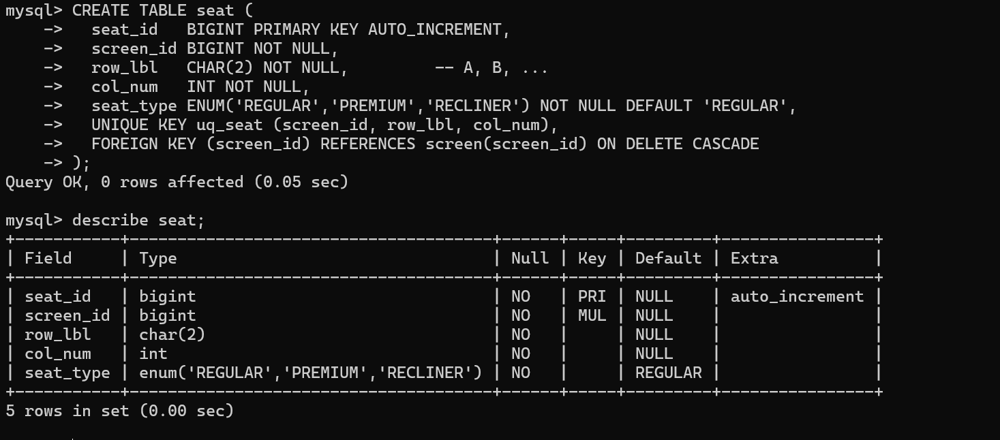 mysql> CREATE TABLE seat (
    ->   seat_id   BIGINT PRIMARY KEY AUTO_INCREMENT,
    ->   screen_id BIGINT NOT NULL,
    ->   row_lbl   CHAR(2) NOT NULL,         -- A, B, ...
    ->   col_num   INT NOT NULL,
    ->   seat_type ENUM('REGULAR','PREMIUM','RECLINER') NOT NULL DEFAULT 'REGULAR',
    ->   UNIQUE KEY uq_seat (screen_id, row_lbl, col_num),
    ->   FOREIGN KEY (screen_id) REFERENCES screen(screen_id) ON DELETE CASCADE
    -> );
Query OK, 0 rows affected (0.05 sec)

mysql> describe seat;
+-----------+--------------------------------------+------+-----+---------+----------------+
| Field     | Type                                 | Null | Key | Default | Extra          |
+-----------+--------------------------------------+------+-----+---------+----------------+
| seat_id   | bigint                               | NO   | PRI | NULL    | auto_increment |
| screen_id | bigint                               | NO   | MUL | NULL    |                |
| row_lbl   | char(2)                              | NO   |     | NULL    |                |
| col_num   | int                                  | NO   |     | NULL    |                |
| seat_type | enum('REGULAR','PREMIUM','RECLINER') | NO   |     | REGULAR |                |
+-----------+--------------------------------------+------+-----+---------+----------------+
5 rows in set (0.00 sec)